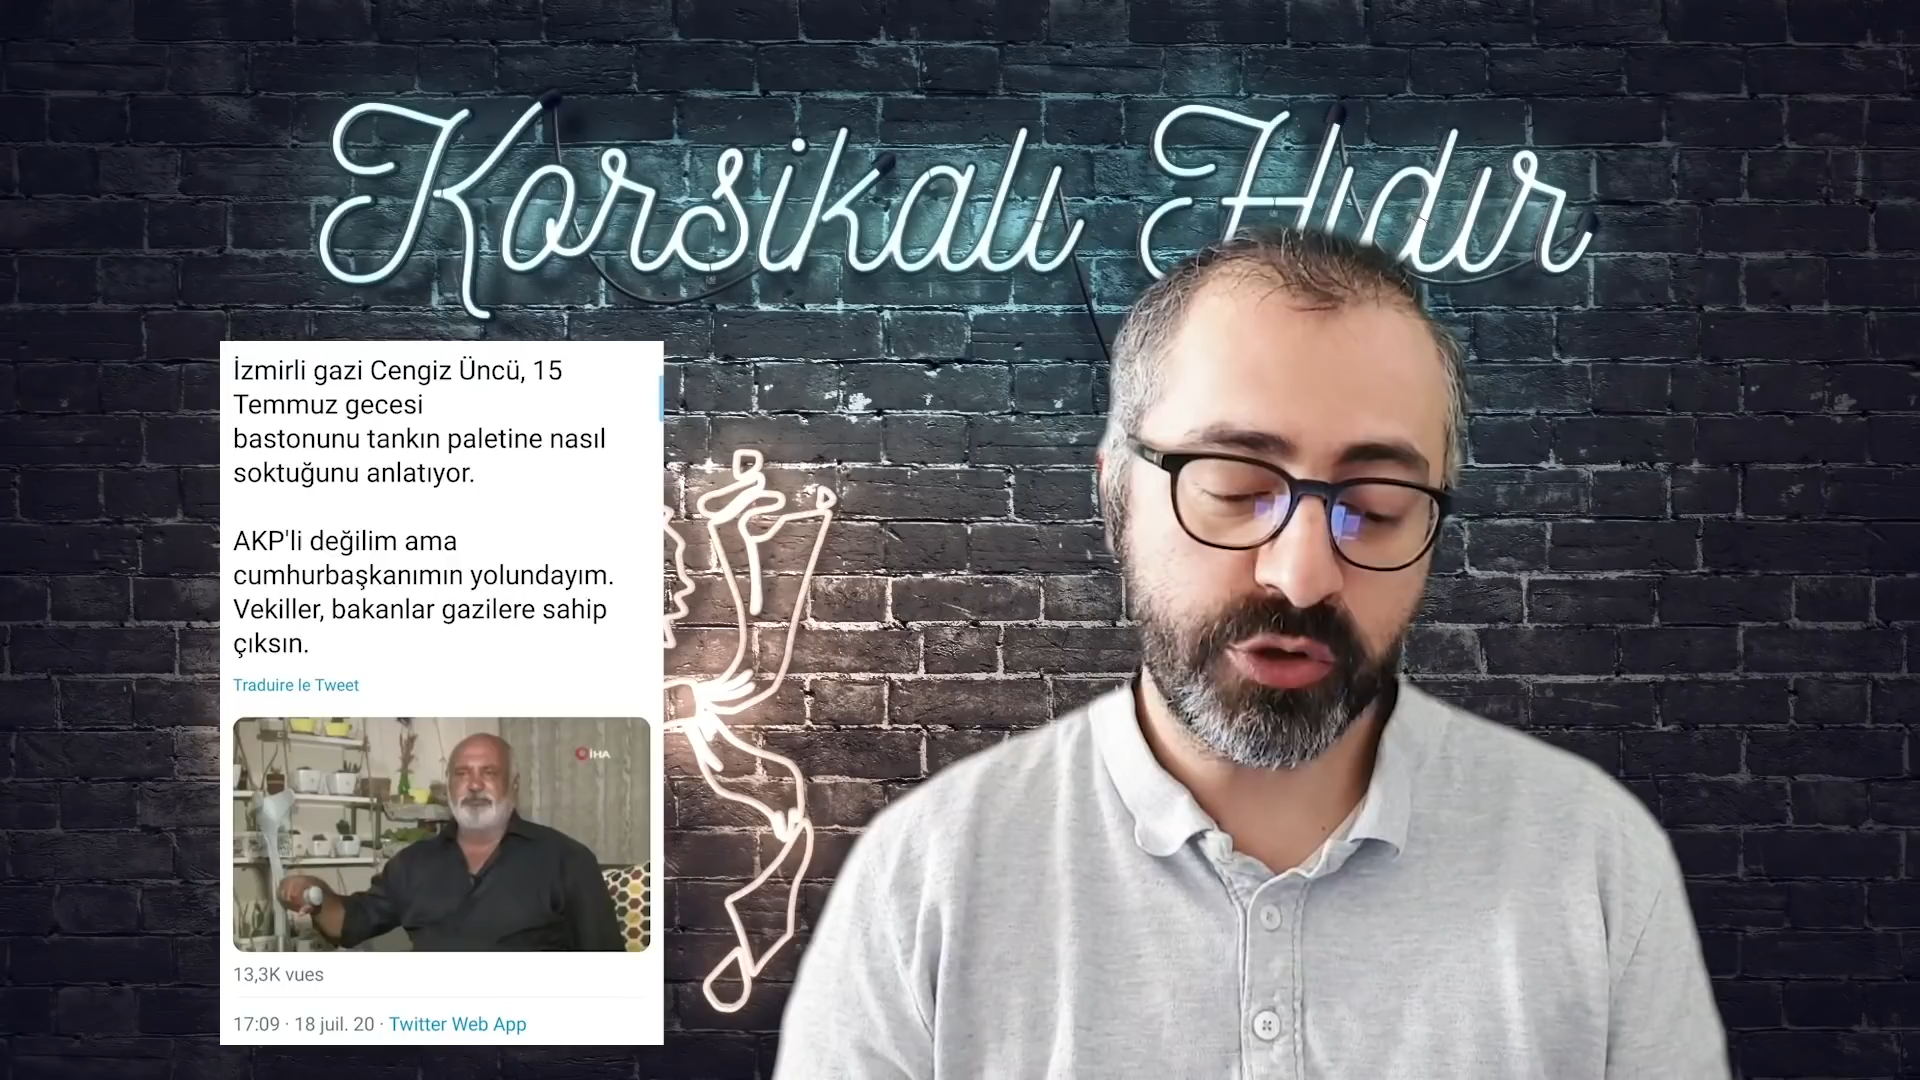 Korsikalı Hıdır
İzmirli gazi Cengiz Üncü, 15
Temmuz gecesi
bastonunu tankın paletine nasıl
soktuğunu anlatıyor.
AKP'li değilim ama
cumhurbaşkanımın yolundayım.
Vekiller, bakanlar gazilere sahip
çıksın.
Traduire le Tweet
İHA
13,3K vues
17:09 · 18 juil. 20 · Twitter Web App